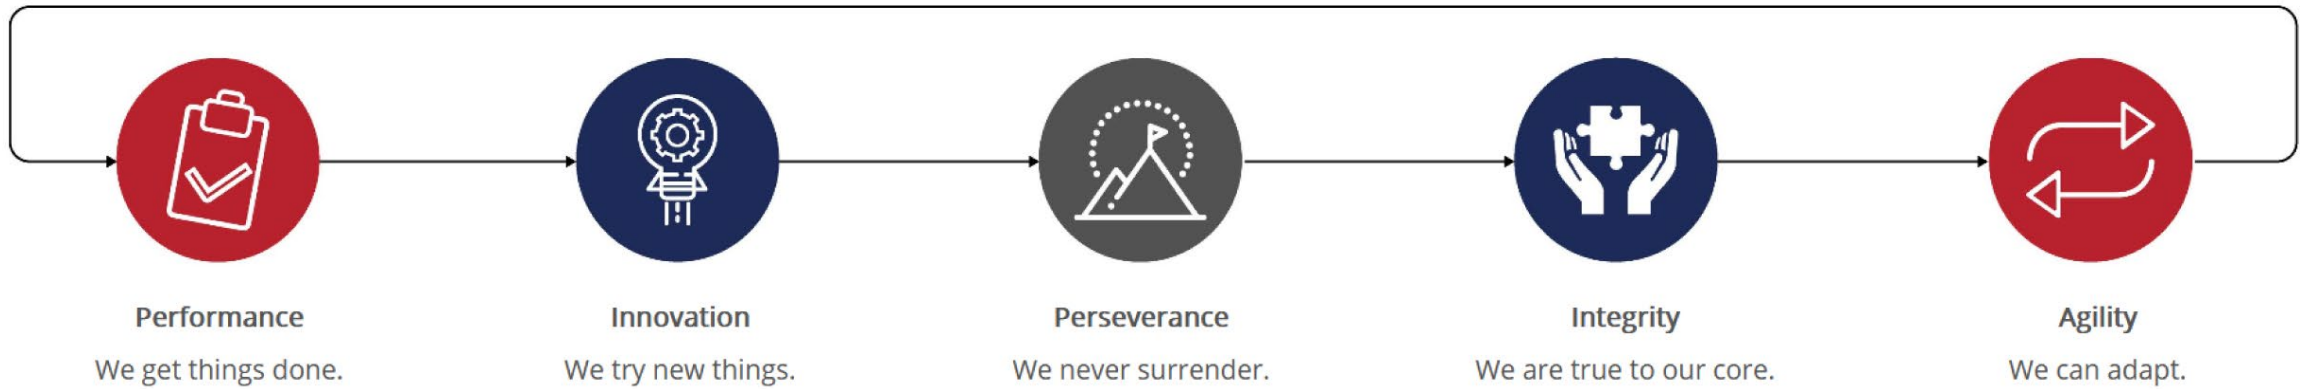 Performance
We get things done.
Innovation
We try new things.
Perseverance
We never surrender.
Integrity
We are true to our core.
Agility
We can adapt.